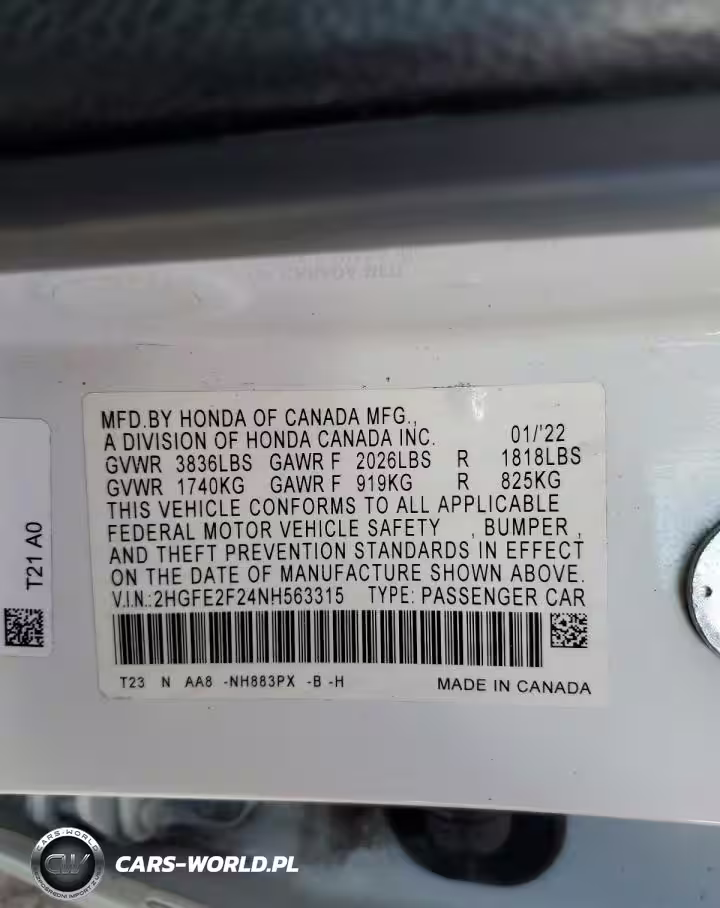 MFD.BY HONDA OF CANADA MFG.,
A DIVISION OF HONDA CANADA INC. 01/'22
GVWR 3836LBS GAWR F 2026LBS R 1818LBS
GVWR 1740KG GAWR F 919KG R 825KG
THIS VEHICLE CONFORMS TO ALL APPLICABLE
FEDERAL MOTOR VEHICLE SAFETY , BUMPER ,
AND THEFT PREVENTION STANDARDS IN EFFECT
ON THE DATE OF MANUFACTURE SHOWN ABOVE.
V.I.N.:2HGFE2F24NH563315 TYPE: PASSENGER CAR
T23 N AA8 -NH883PX -B -H MADE IN CANADA
T21 A0
CARS-WORLD
CW
CARS-WORLD.PL